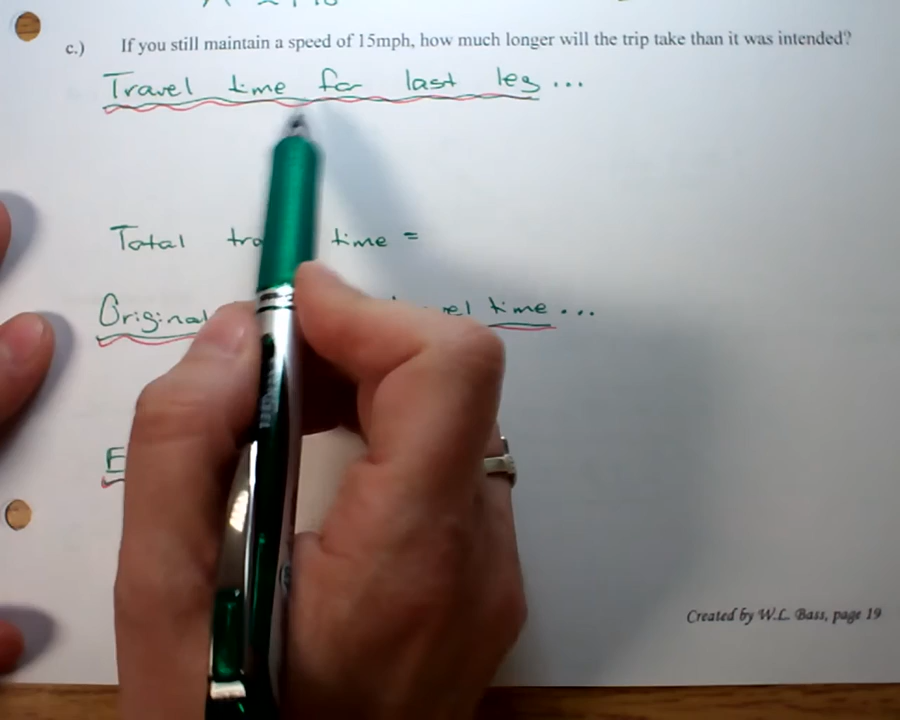 c.) If you still maintain a speed of 15mph, how much longer will the trip take than it was intended?
Travel time for last leg ...
Total time =
Original time ...
Created by W.L. Bass, page 19